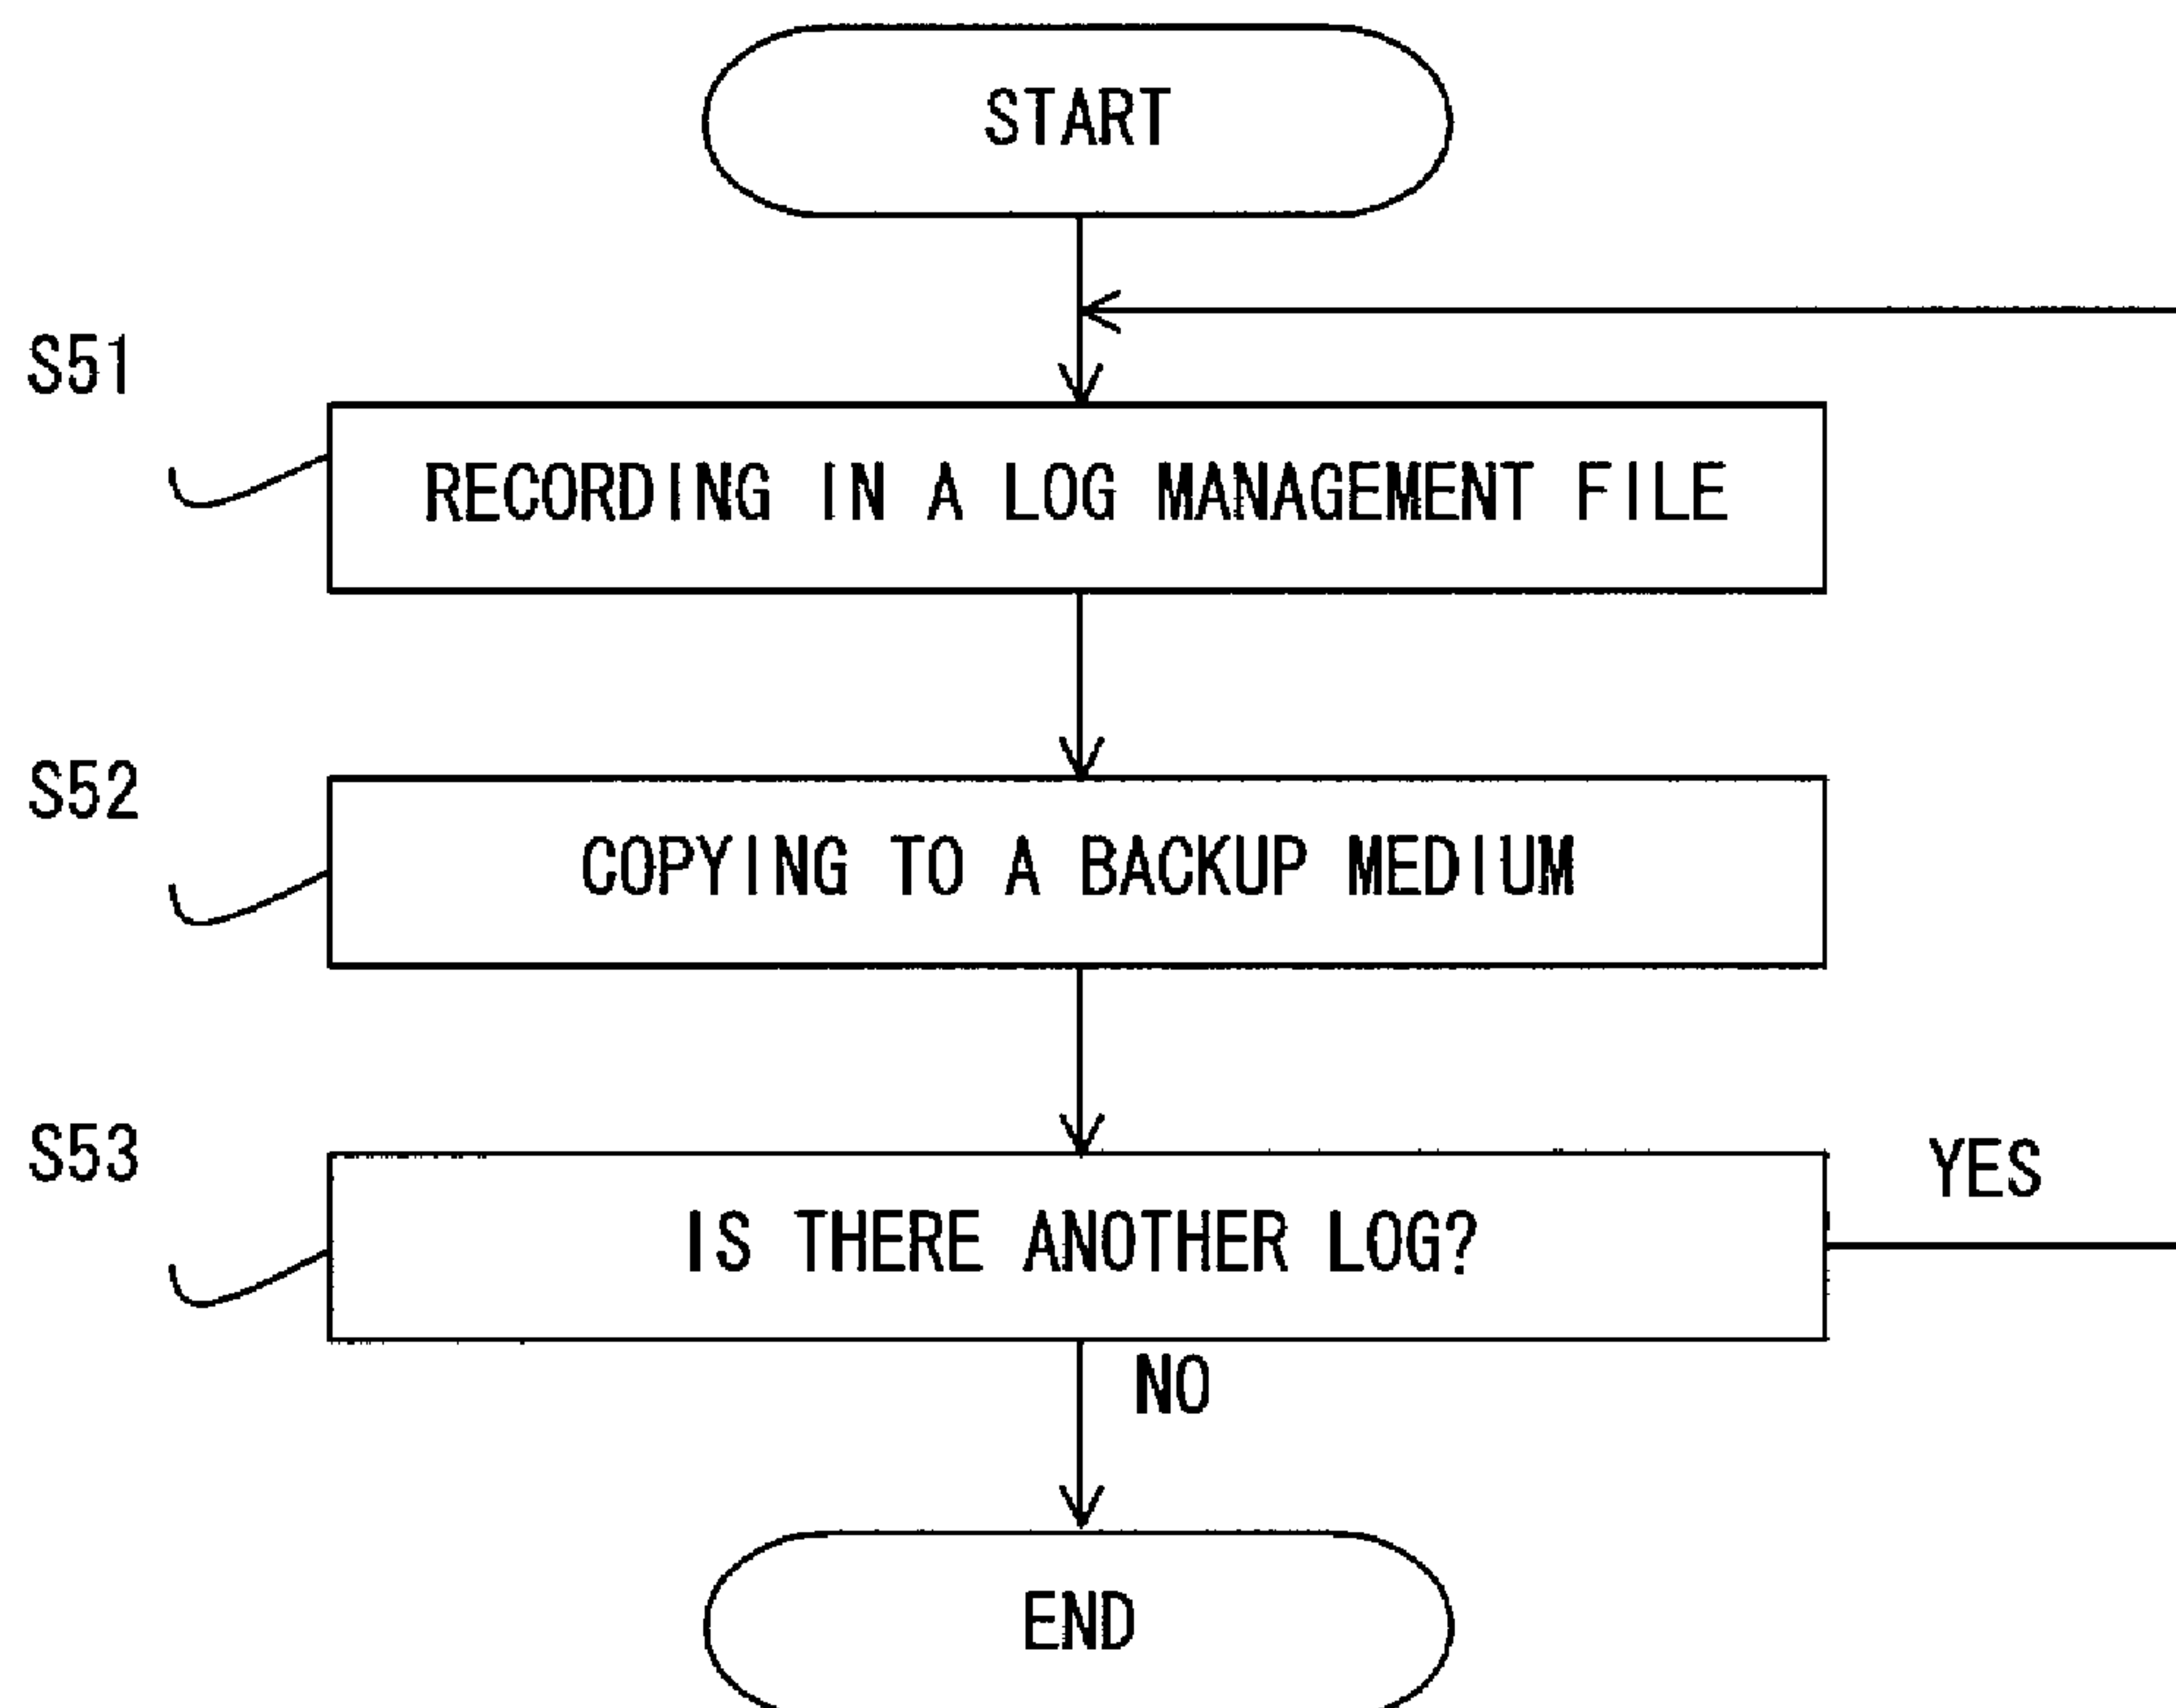 START
S51
RECORDING IN A LOG MANAGEMENT FILE
S52
COPYING TO A BACKUP MEDIUM
S53
IS THERE ANOTHER LOG?
YES
NO
END